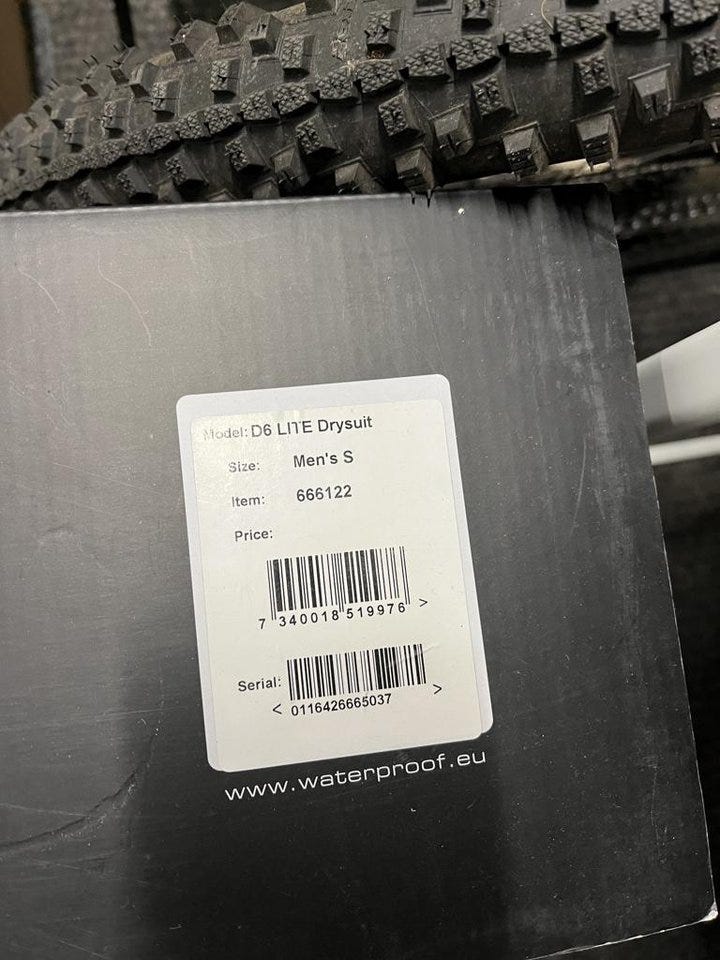 Model: D6 LITE Drysuit
Size: Men's S
Item: 666122
Price:
7 340018 519976 >
Serial:
< 0116426665037 >
www.waterproof.eu